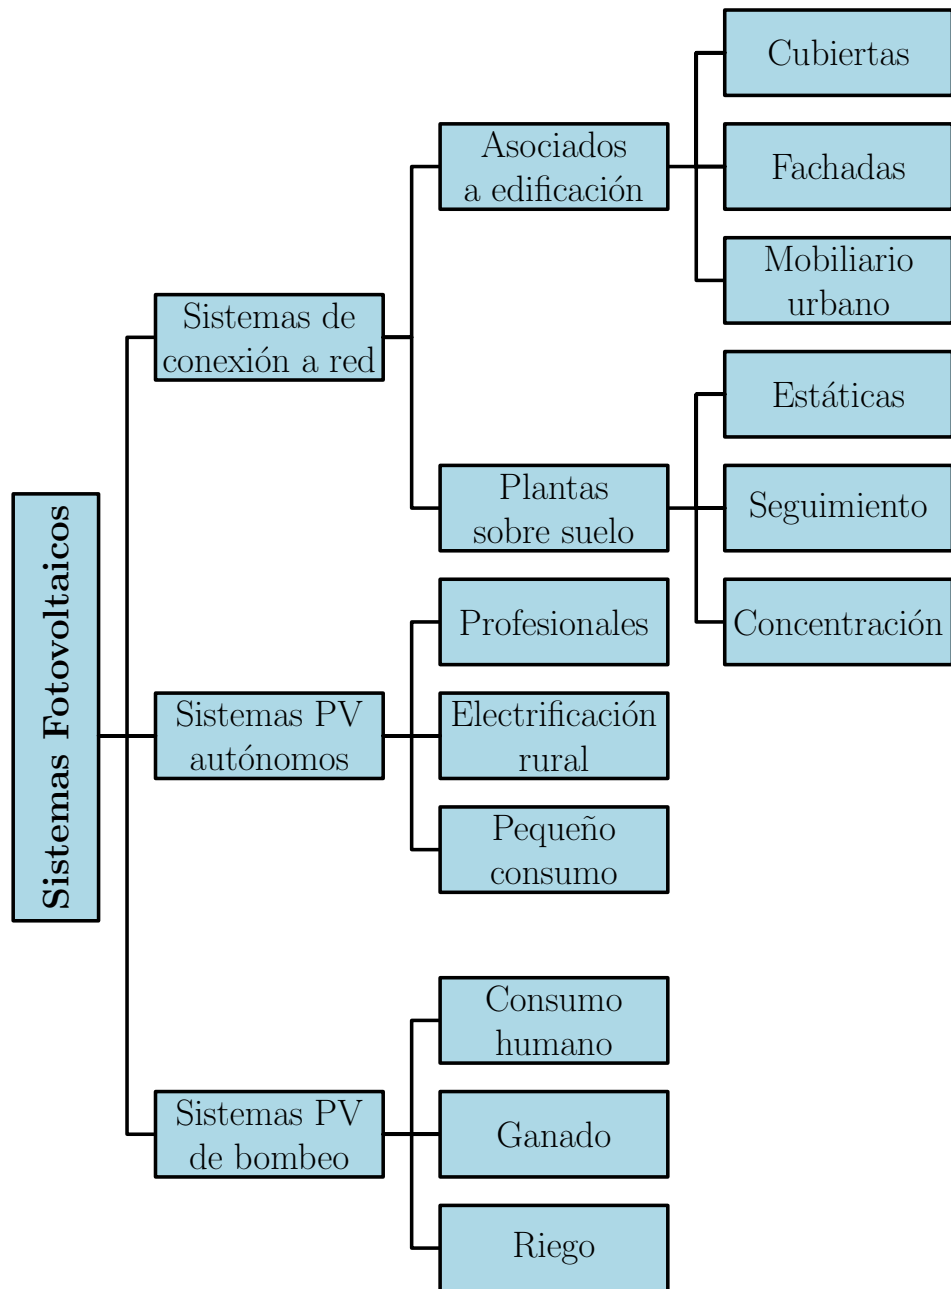 Sistemas Fotovoltaicos
Sistemas de
conexión a red
Asociados
a edificación
Cubiertas
Fachadas
Mobiliario
urbano
Plantas
sobre suelo
Estáticas
Seguimiento
Concentración
Sistemas PV
autónomos
Profesionales
Electrificación
rural
Pequeño
consumo
Sistemas PV
de bombeo
Consumo
humano
Ganado
Riego